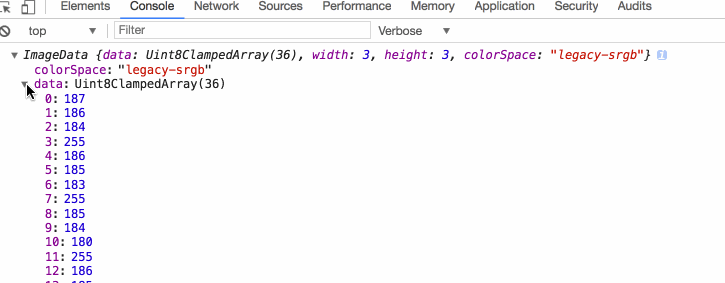 Elements Console Network Sources Performance Memory Application Security Audits
top Filter Verbose
ImageData {data: Uint8ClampedArray(36), width: 3, height: 3, colorSpace: "legacy-srgb"} i
colorSpace: "legacy-srgb"
data: Uint8ClampedArray(36)
0: 187
1: 186
2: 184
3: 255
4: 186
5: 185
6: 183
7: 255
8: 185
9: 184
10: 180
11: 255
12: 186